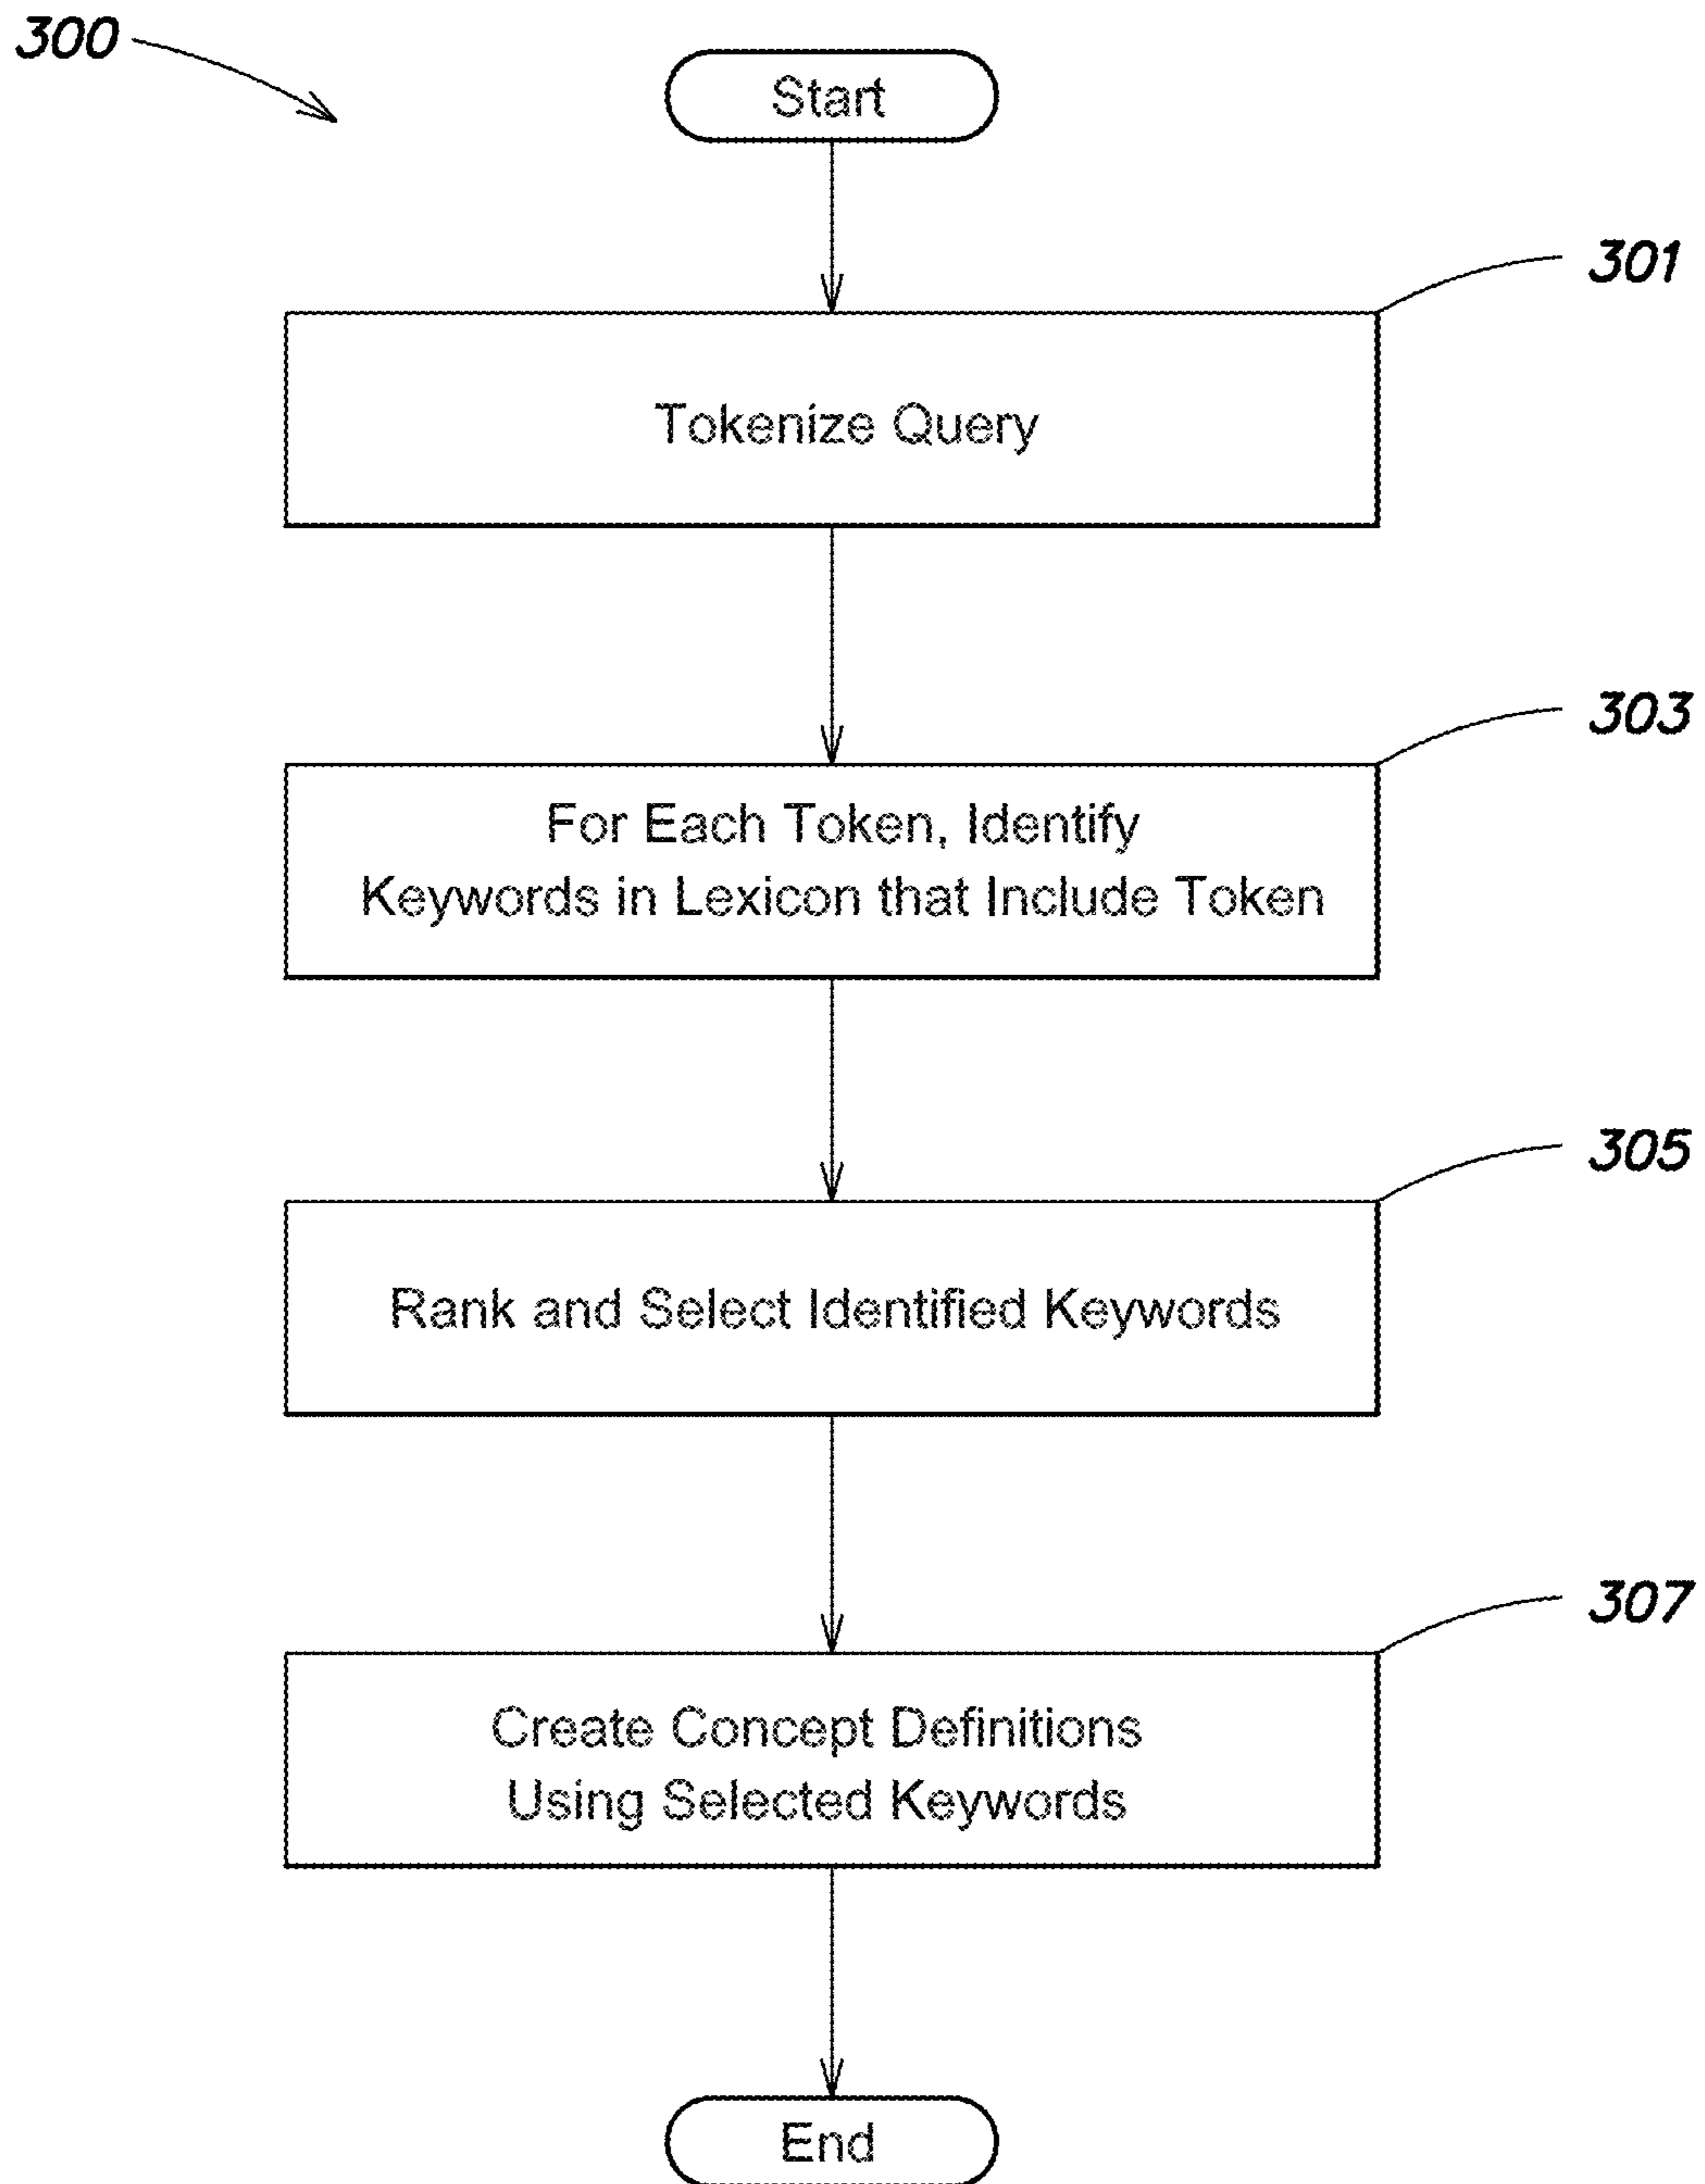 300
Start
301
Tokenize Query
303
For Each Token, Identify
Keywords in Lexicon that Include Token
305
Rank and Select Identified Keywords
307
Create Concept Definitions
Using Selected Keywords
End